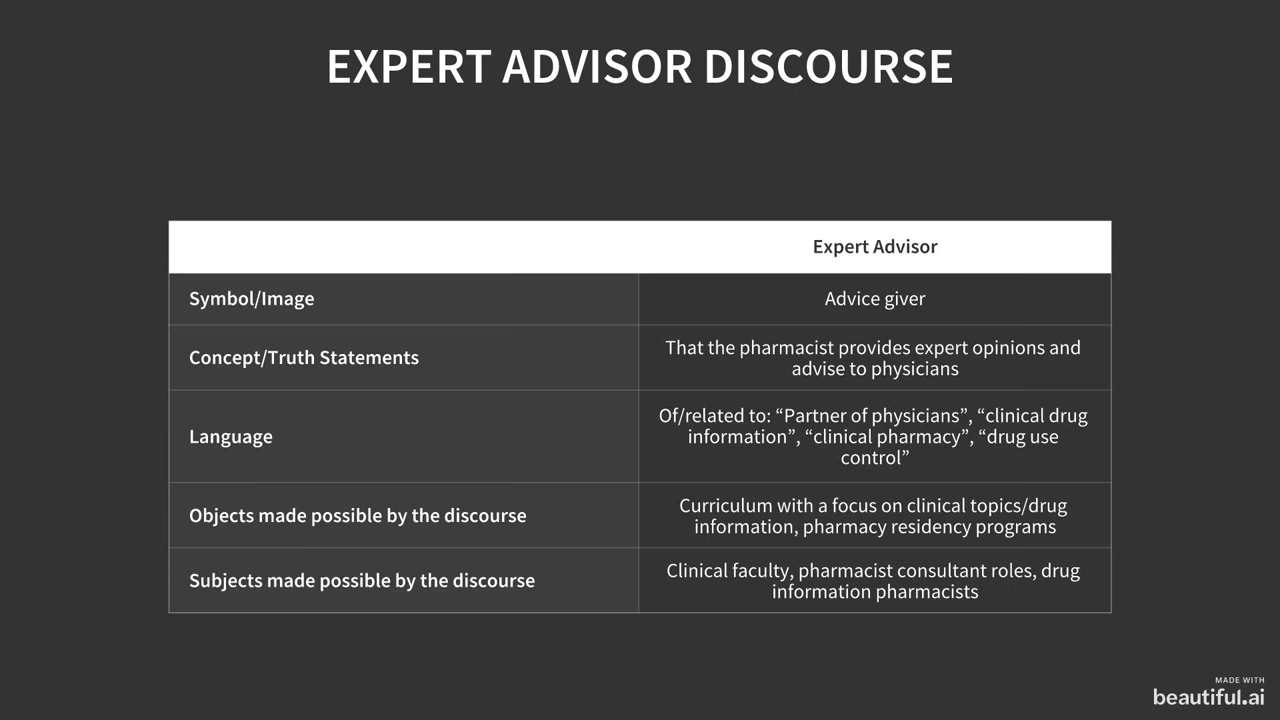 EXPERT ADVISOR DISCOURSE
Expert Advisor
Symbol/Image
Advice giver
Concept/Truth Statements
That the pharmacist provides expert opinions and
advise to physicians
Language
Of/related to: “Partner of physicians”, “clinical drug
information”, “clinical pharmacy”, “drug use
control”
Objects made possible by the discourse
Curriculum with a focus on clinical topics/drug
information, pharmacy residency programs
Subjects made possible by the discourse
Clinical faculty, pharmacist consultant roles, drug
information pharmacists
MADE WITH
beautiful.ai